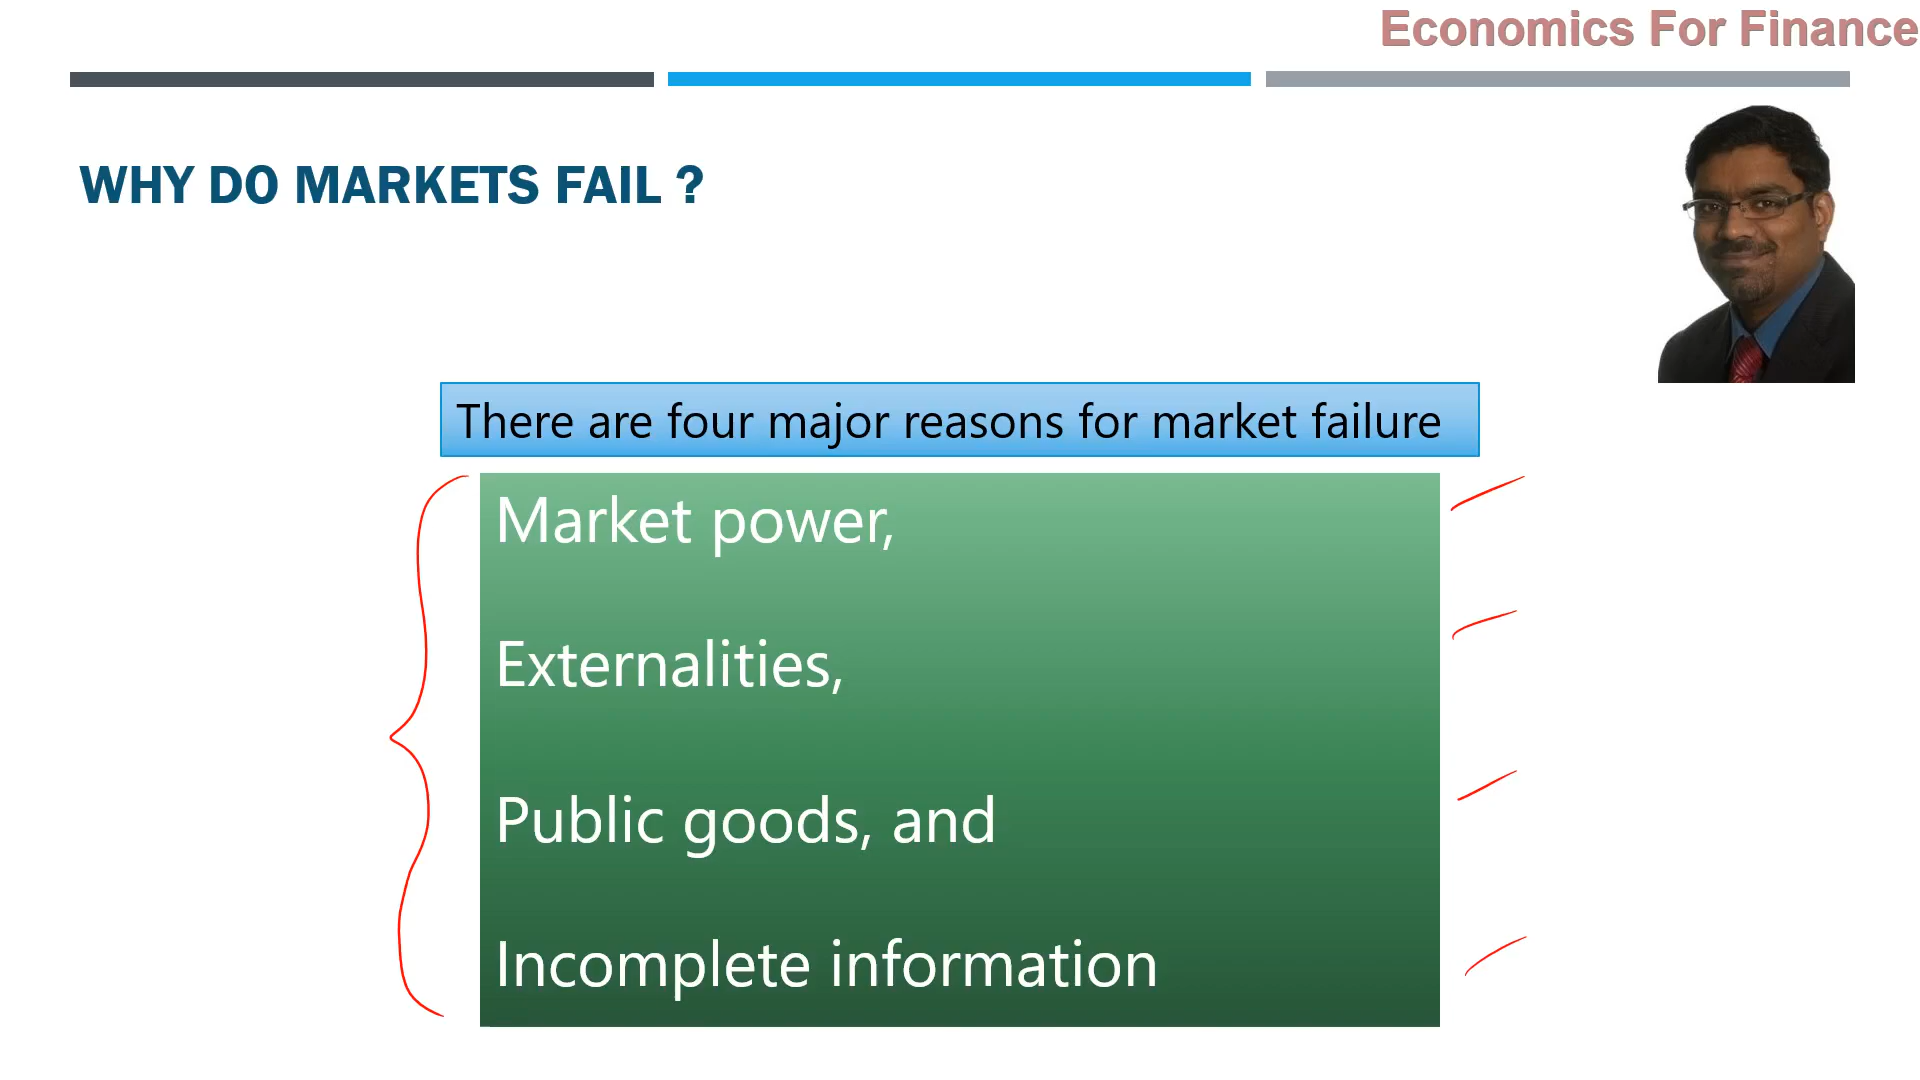 Economics For Finance
WHY DO MARKETS FAIL ?
There are four major reasons for market failure
Market power,
Externalities,
Public goods, and
Incomplete information